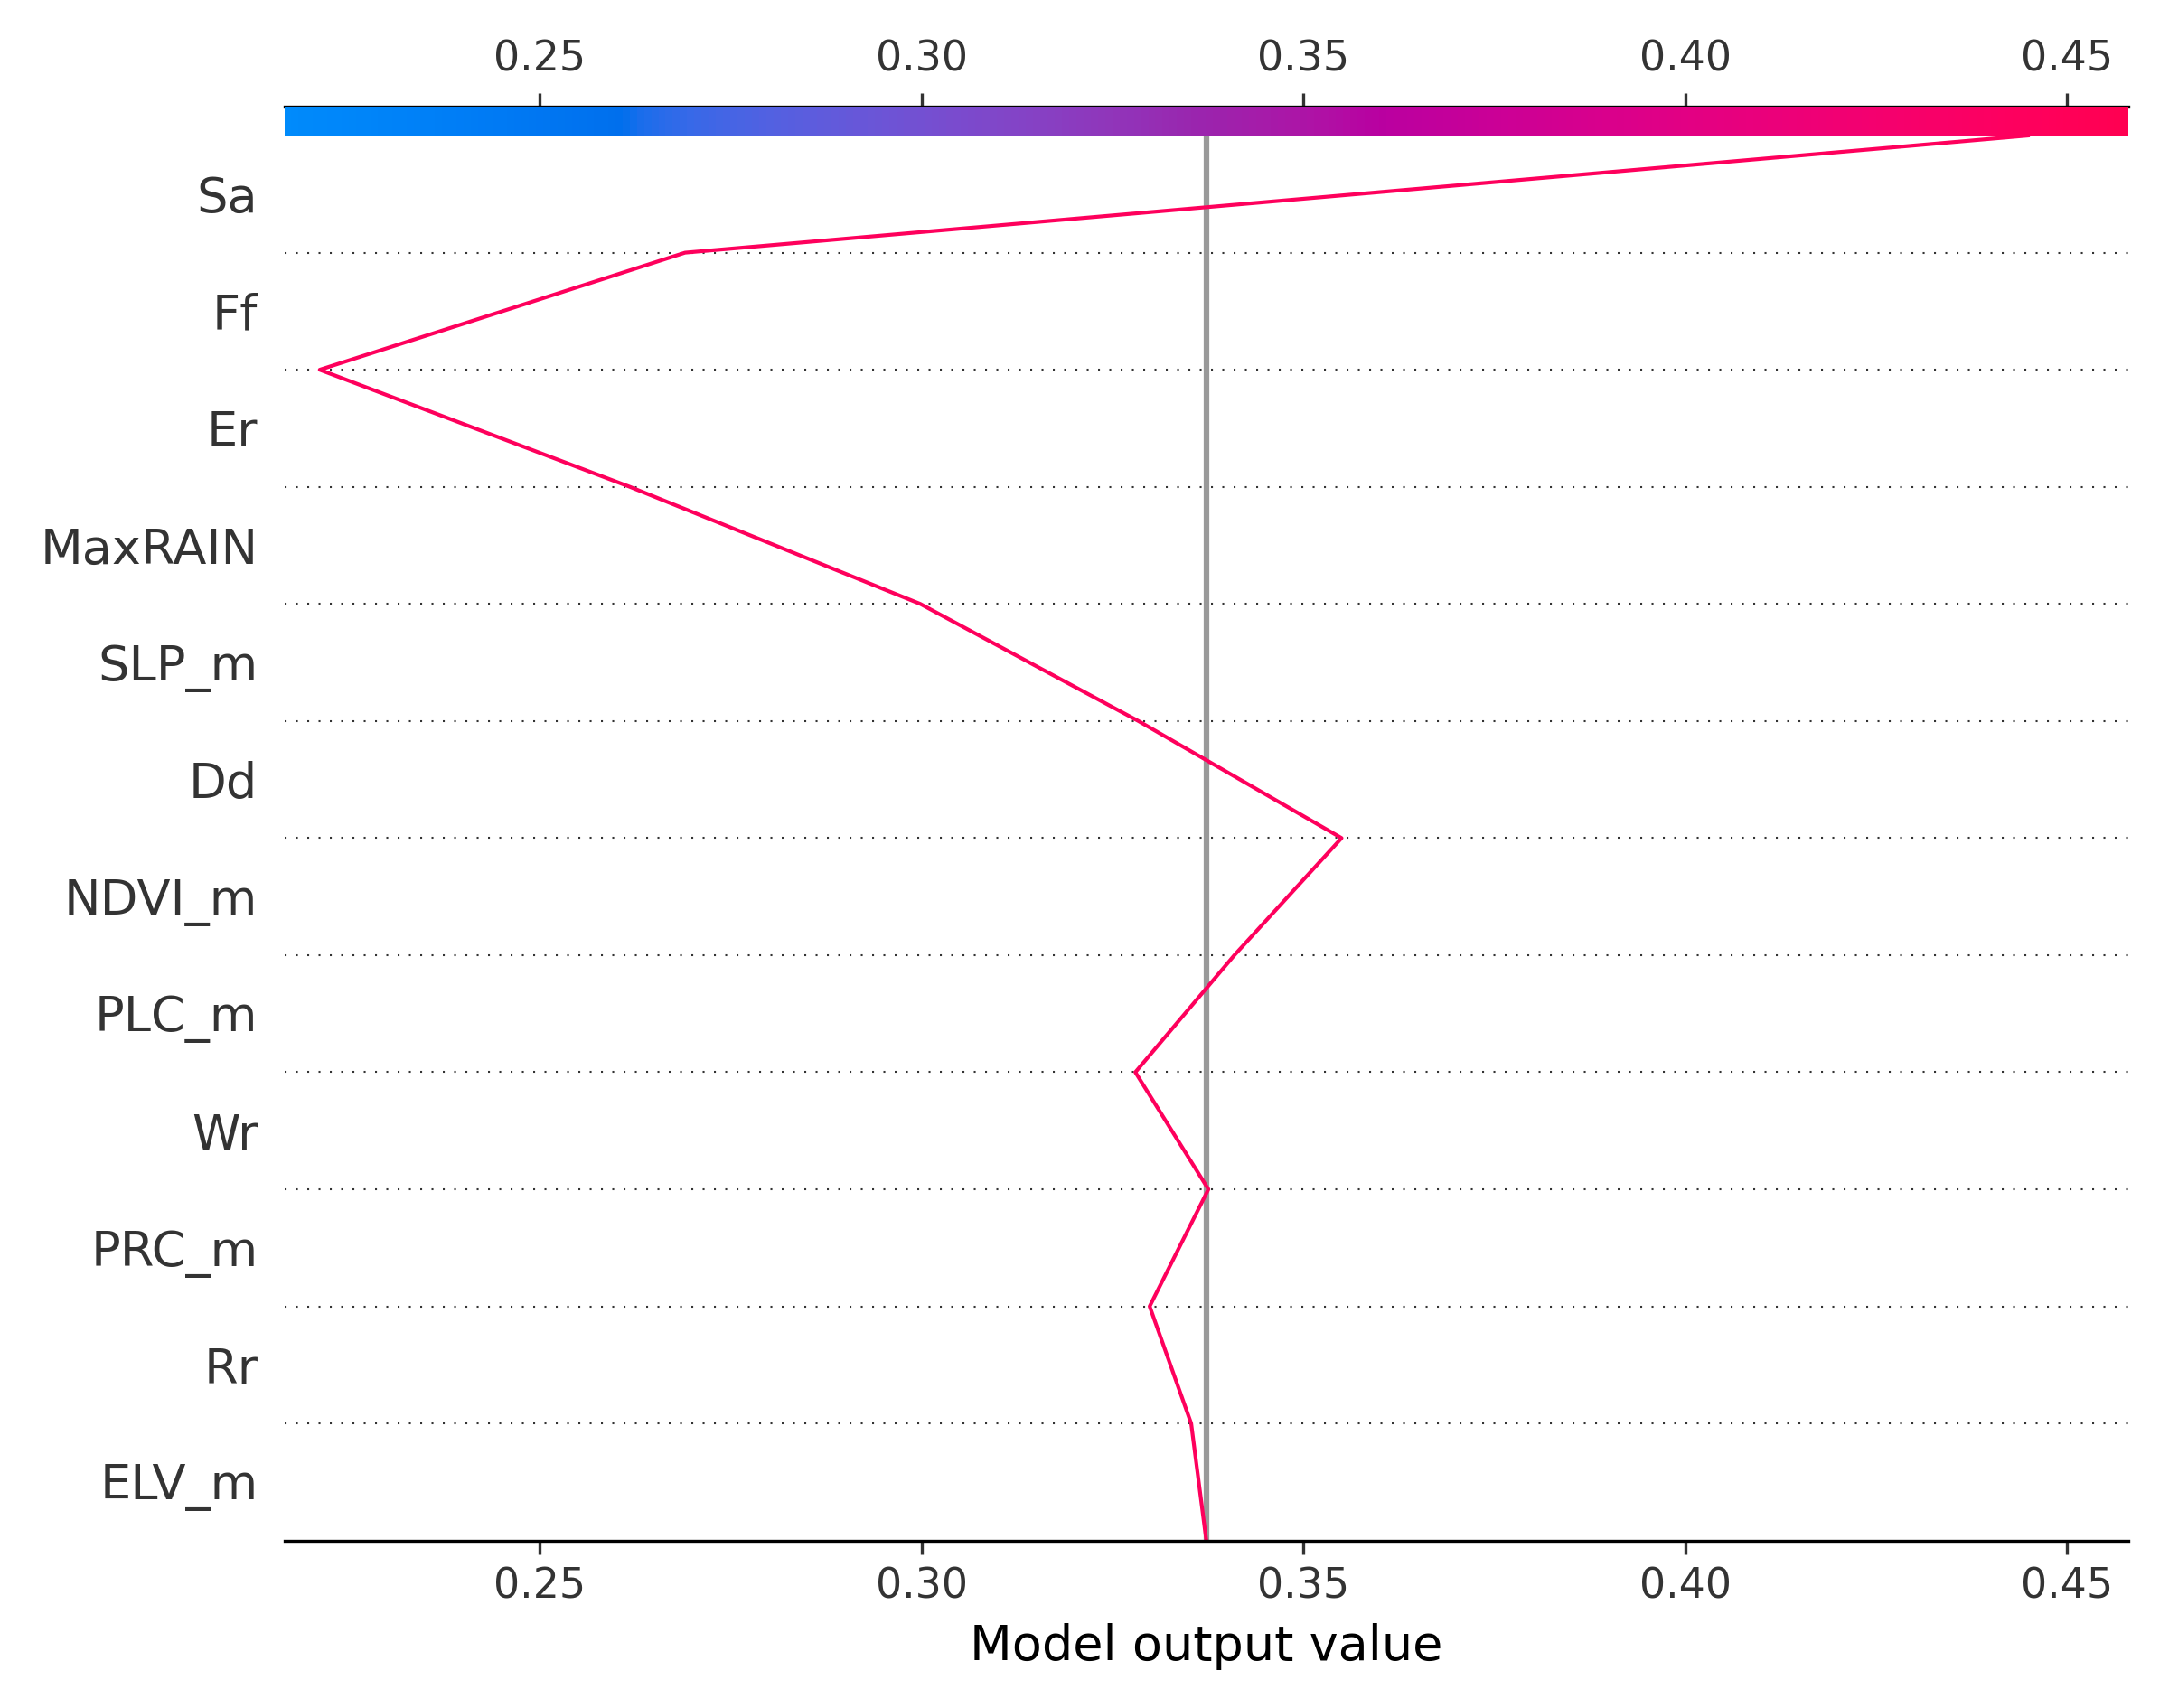 0.25 0.30 0.35 0.40 0.45
Sa
Ff
Er
MaxRAIN
SLP_m
Dd
NDVI_m
PLC_m
Wr
PRC_m
Rr
ELV_m
0.25 0.30 0.35 0.40 0.45
Model output value